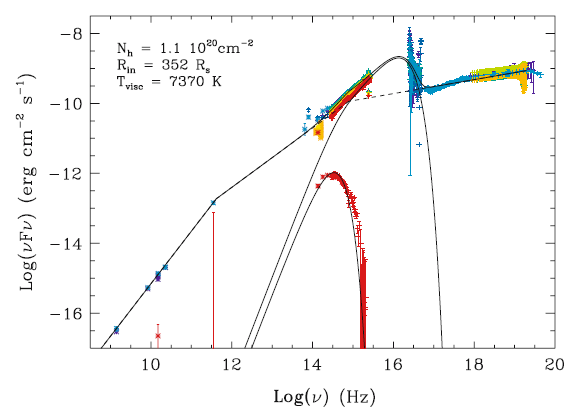 N_h = 1.1 10^20 cm^−2
R_in = 352 R_s
T_visc = 7370 K
Log(νFν) (erg cm^−2 s^−1)
−8
−10
−12
−14
−16
10 12 14 16 18 20
Log(ν) (Hz)